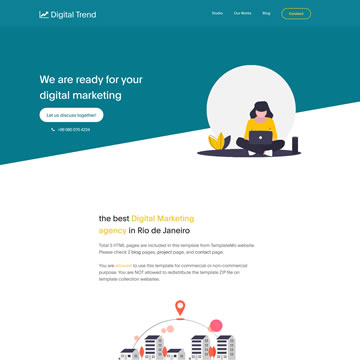 Digital Trend
Studio
Our Works
Blog
Contact
We are ready for your
digital marketing
Let us discuss together!
the best Digital Marketing
agency in Rio de Janeiro
Total 5 HTML pages are included in this template from TemplateMo website.
Please check 2 blog pages, project page, and contact page.
You are allowed to use this template for commercial or non-commercial
purpose. You are NOT allowed to redistribute the template ZIP file on
template collection websites.